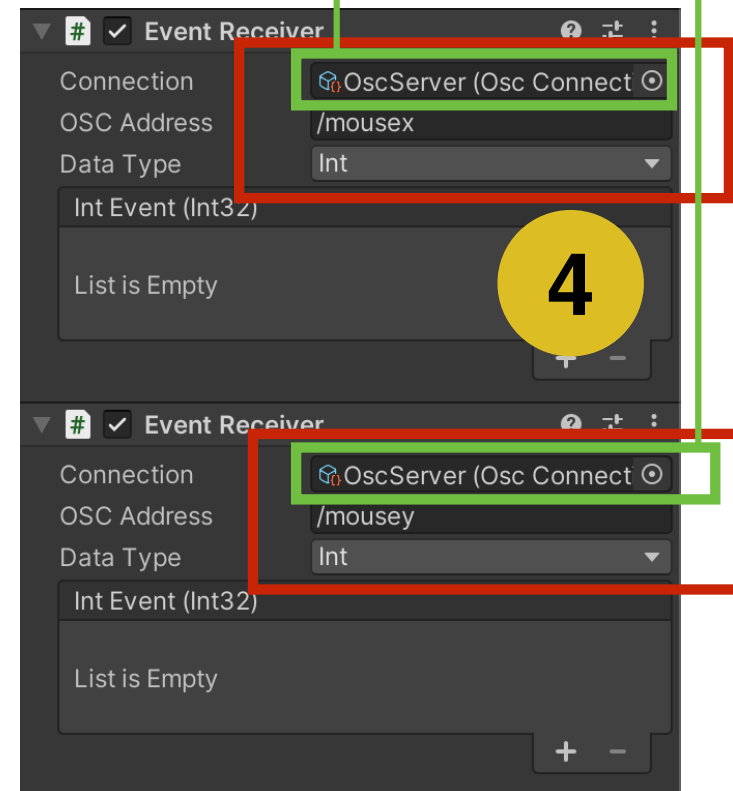 # Event Receiver
Connection OscServer (Osc Connect
OSC Address /mousex
Data Type Int
Int Event (Int32)
List is Empty
4
+ −
# Event Receiver
Connection OscServer (Osc Connect
OSC Address /mousey
Data Type Int
Int Event (Int32)
List is Empty
+ −